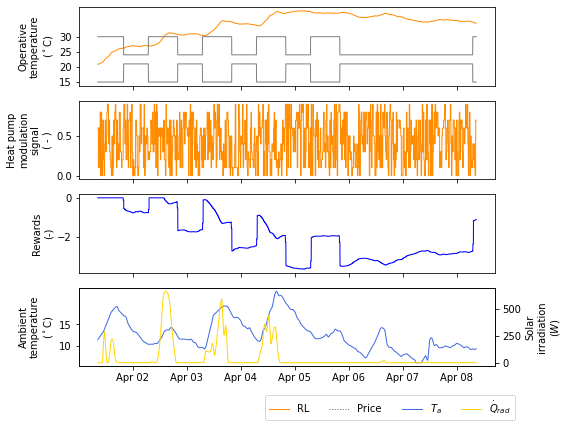 Operative
temperature
(°C)
30
25
20
15
Heat pump
modulation
signal
( - )
0.5
0.0
Rewards
(-)
0
−2
Ambient
temperature
(°C)
15
10
Solar
irradiation
(W)
500
250
0
Apr 02 Apr 03 Apr 04 Apr 05 Apr 06 Apr 07 Apr 08
RL Price T_a Q̇_rad